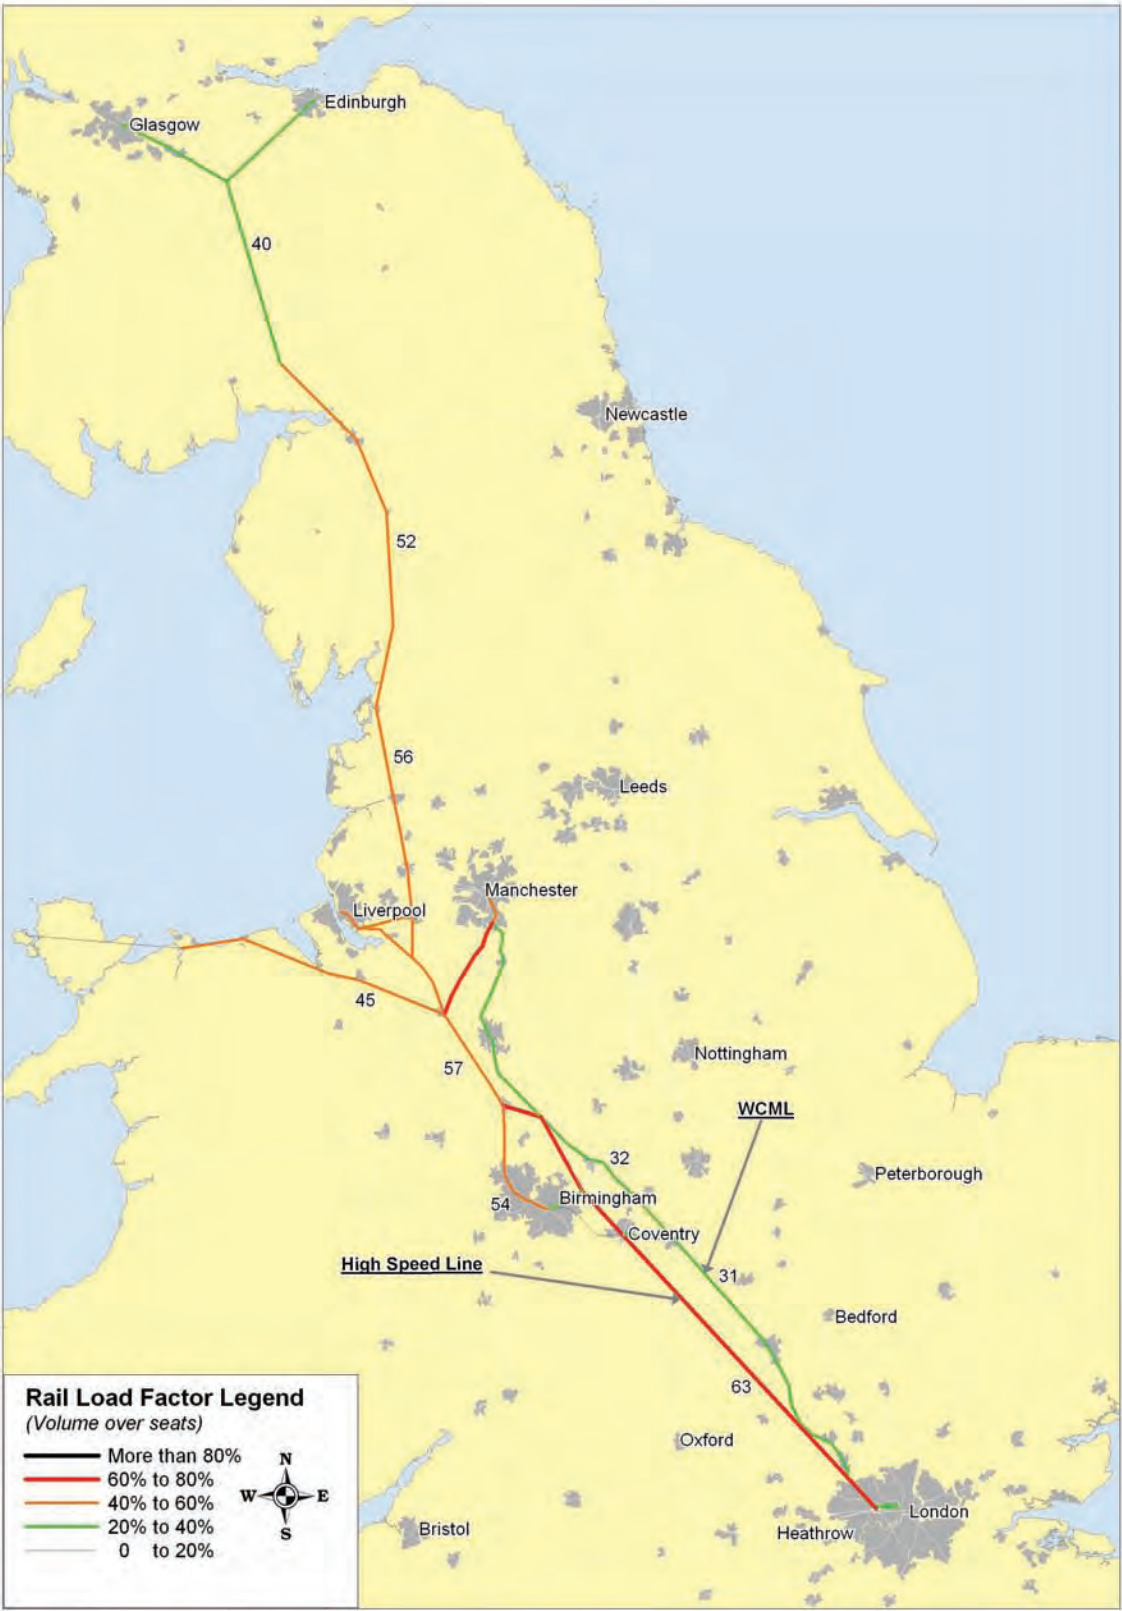 Edinburgh
Glasgow
40
Newcastle
52
56
Leeds
Manchester
Liverpool
45
Nottingham
57
WCML
32
Peterborough
Birmingham
54
Coventry
High Speed Line
31
Bedford
63
Oxford
London
Heathrow
Bristol
Rail Load Factor Legend
(Volume over seats)
More than 80%
60% to 80%
40% to 60%
20% to 40%
0 to 20%
N
W E
S